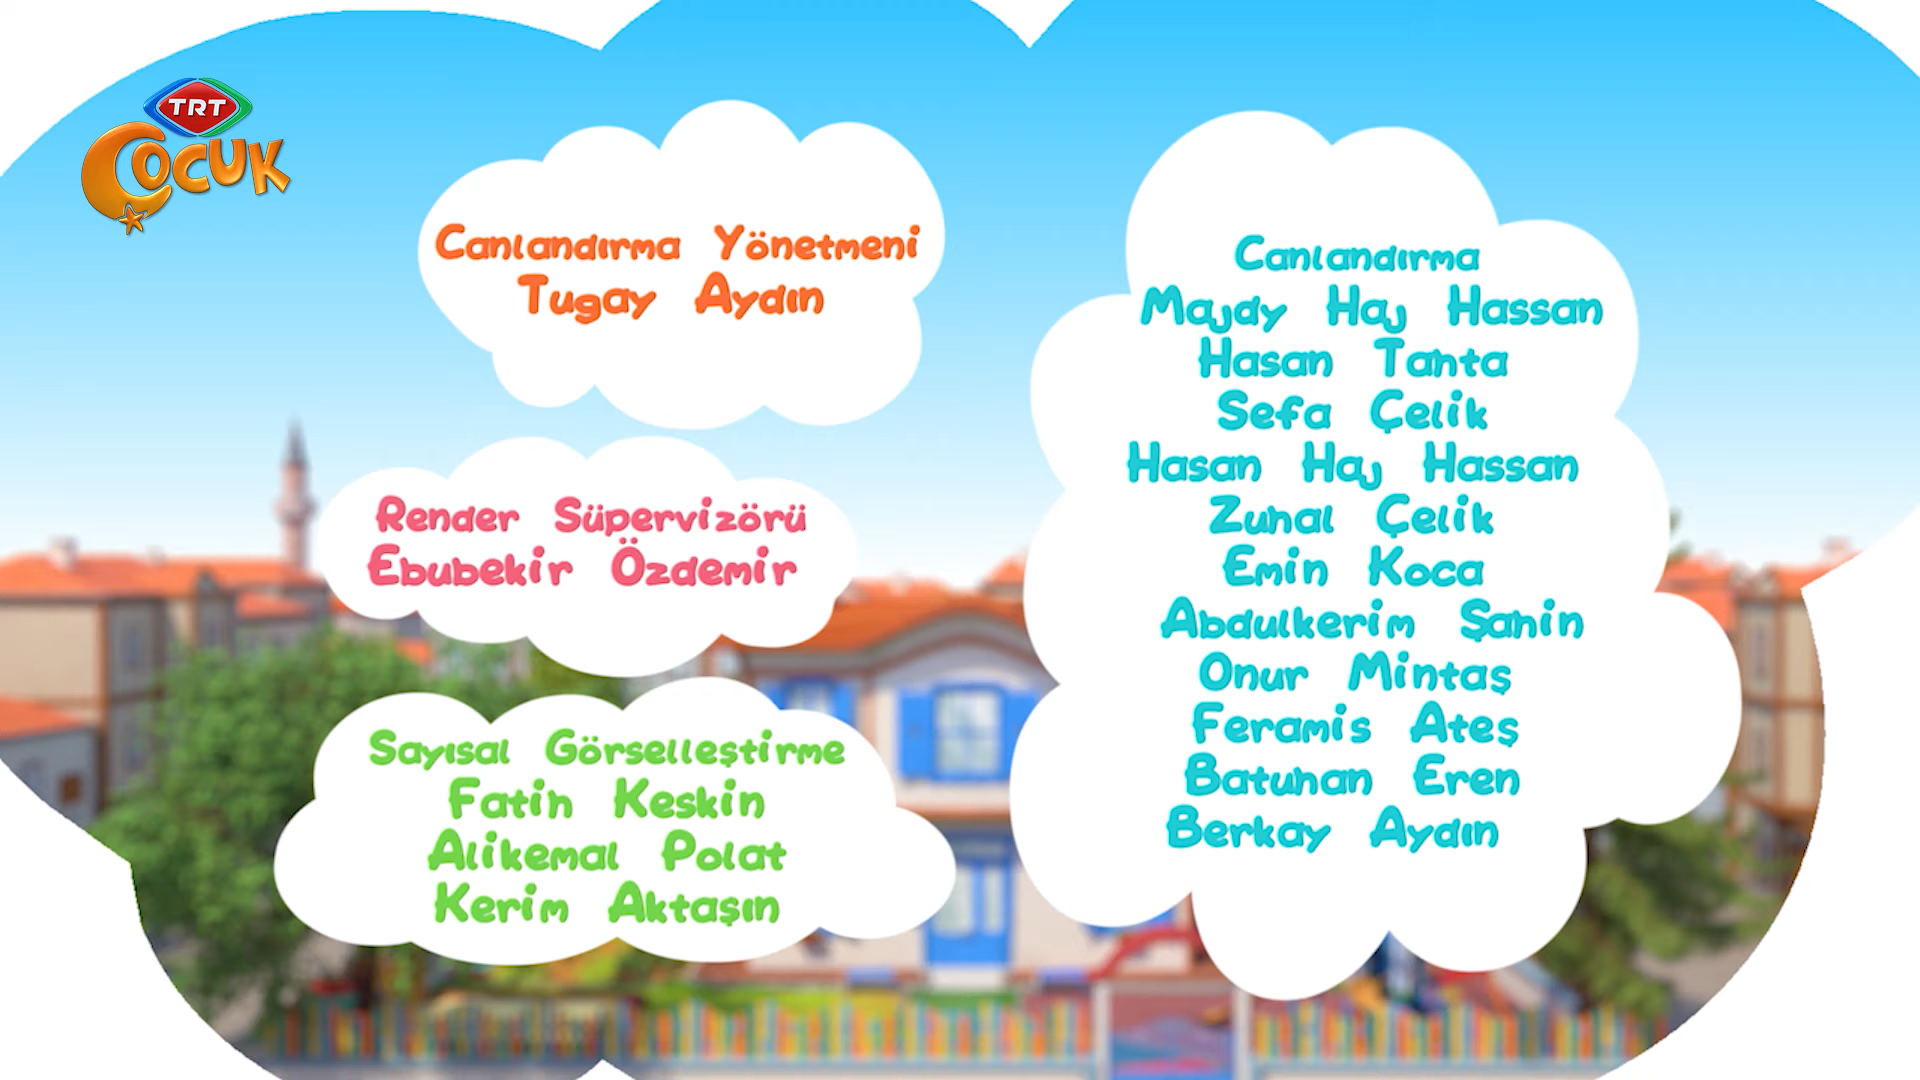 TRT
Çocuk
Canlandırma Yönetmeni
Tugay Aydın
Render Süpervizörü
Ebubekir Özdemir
Sayısal Görselleştirme
Fatih Keskin
Alikemal Polat
Kerim Aktaşın
Canlandırma
Majdy Haj Hassan
Hasan Tahta
Sefa Çelik
Hasan Haj Hassan
Zuhal Çelik
Emin Koca
Abdulkerim Şahin
Onur Mintaş
Feramis Ateş
Batuhan Eren
Berkay Aydın